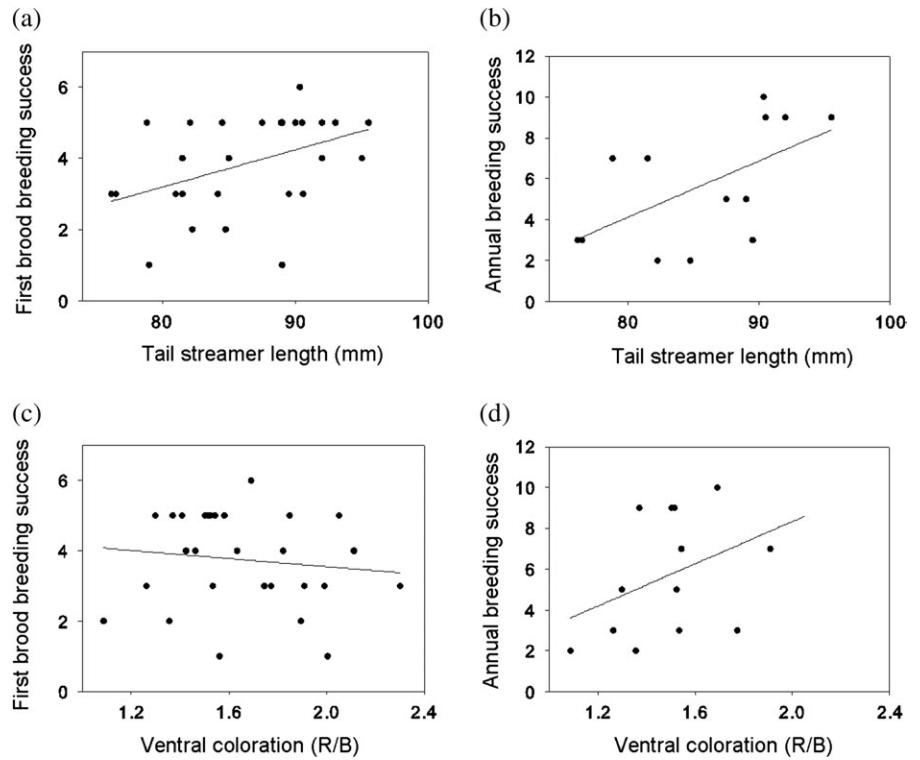 (a)
First brood breeding success
6
4
2
0
80 90 100
Tail streamer length (mm)
(b)
Annual breeding success
12
10
8
6
4
2
0
80 90 100
Tail streamer length (mm)
(c)
First brood breeding success
6
4
2
0
1.2 1.6 2.0 2.4
Ventral coloration (R/B)
(d)
Annual breeding success
12
10
8
6
4
2
0
1.2 1.6 2.0 2.4
Ventral coloration (R/B)